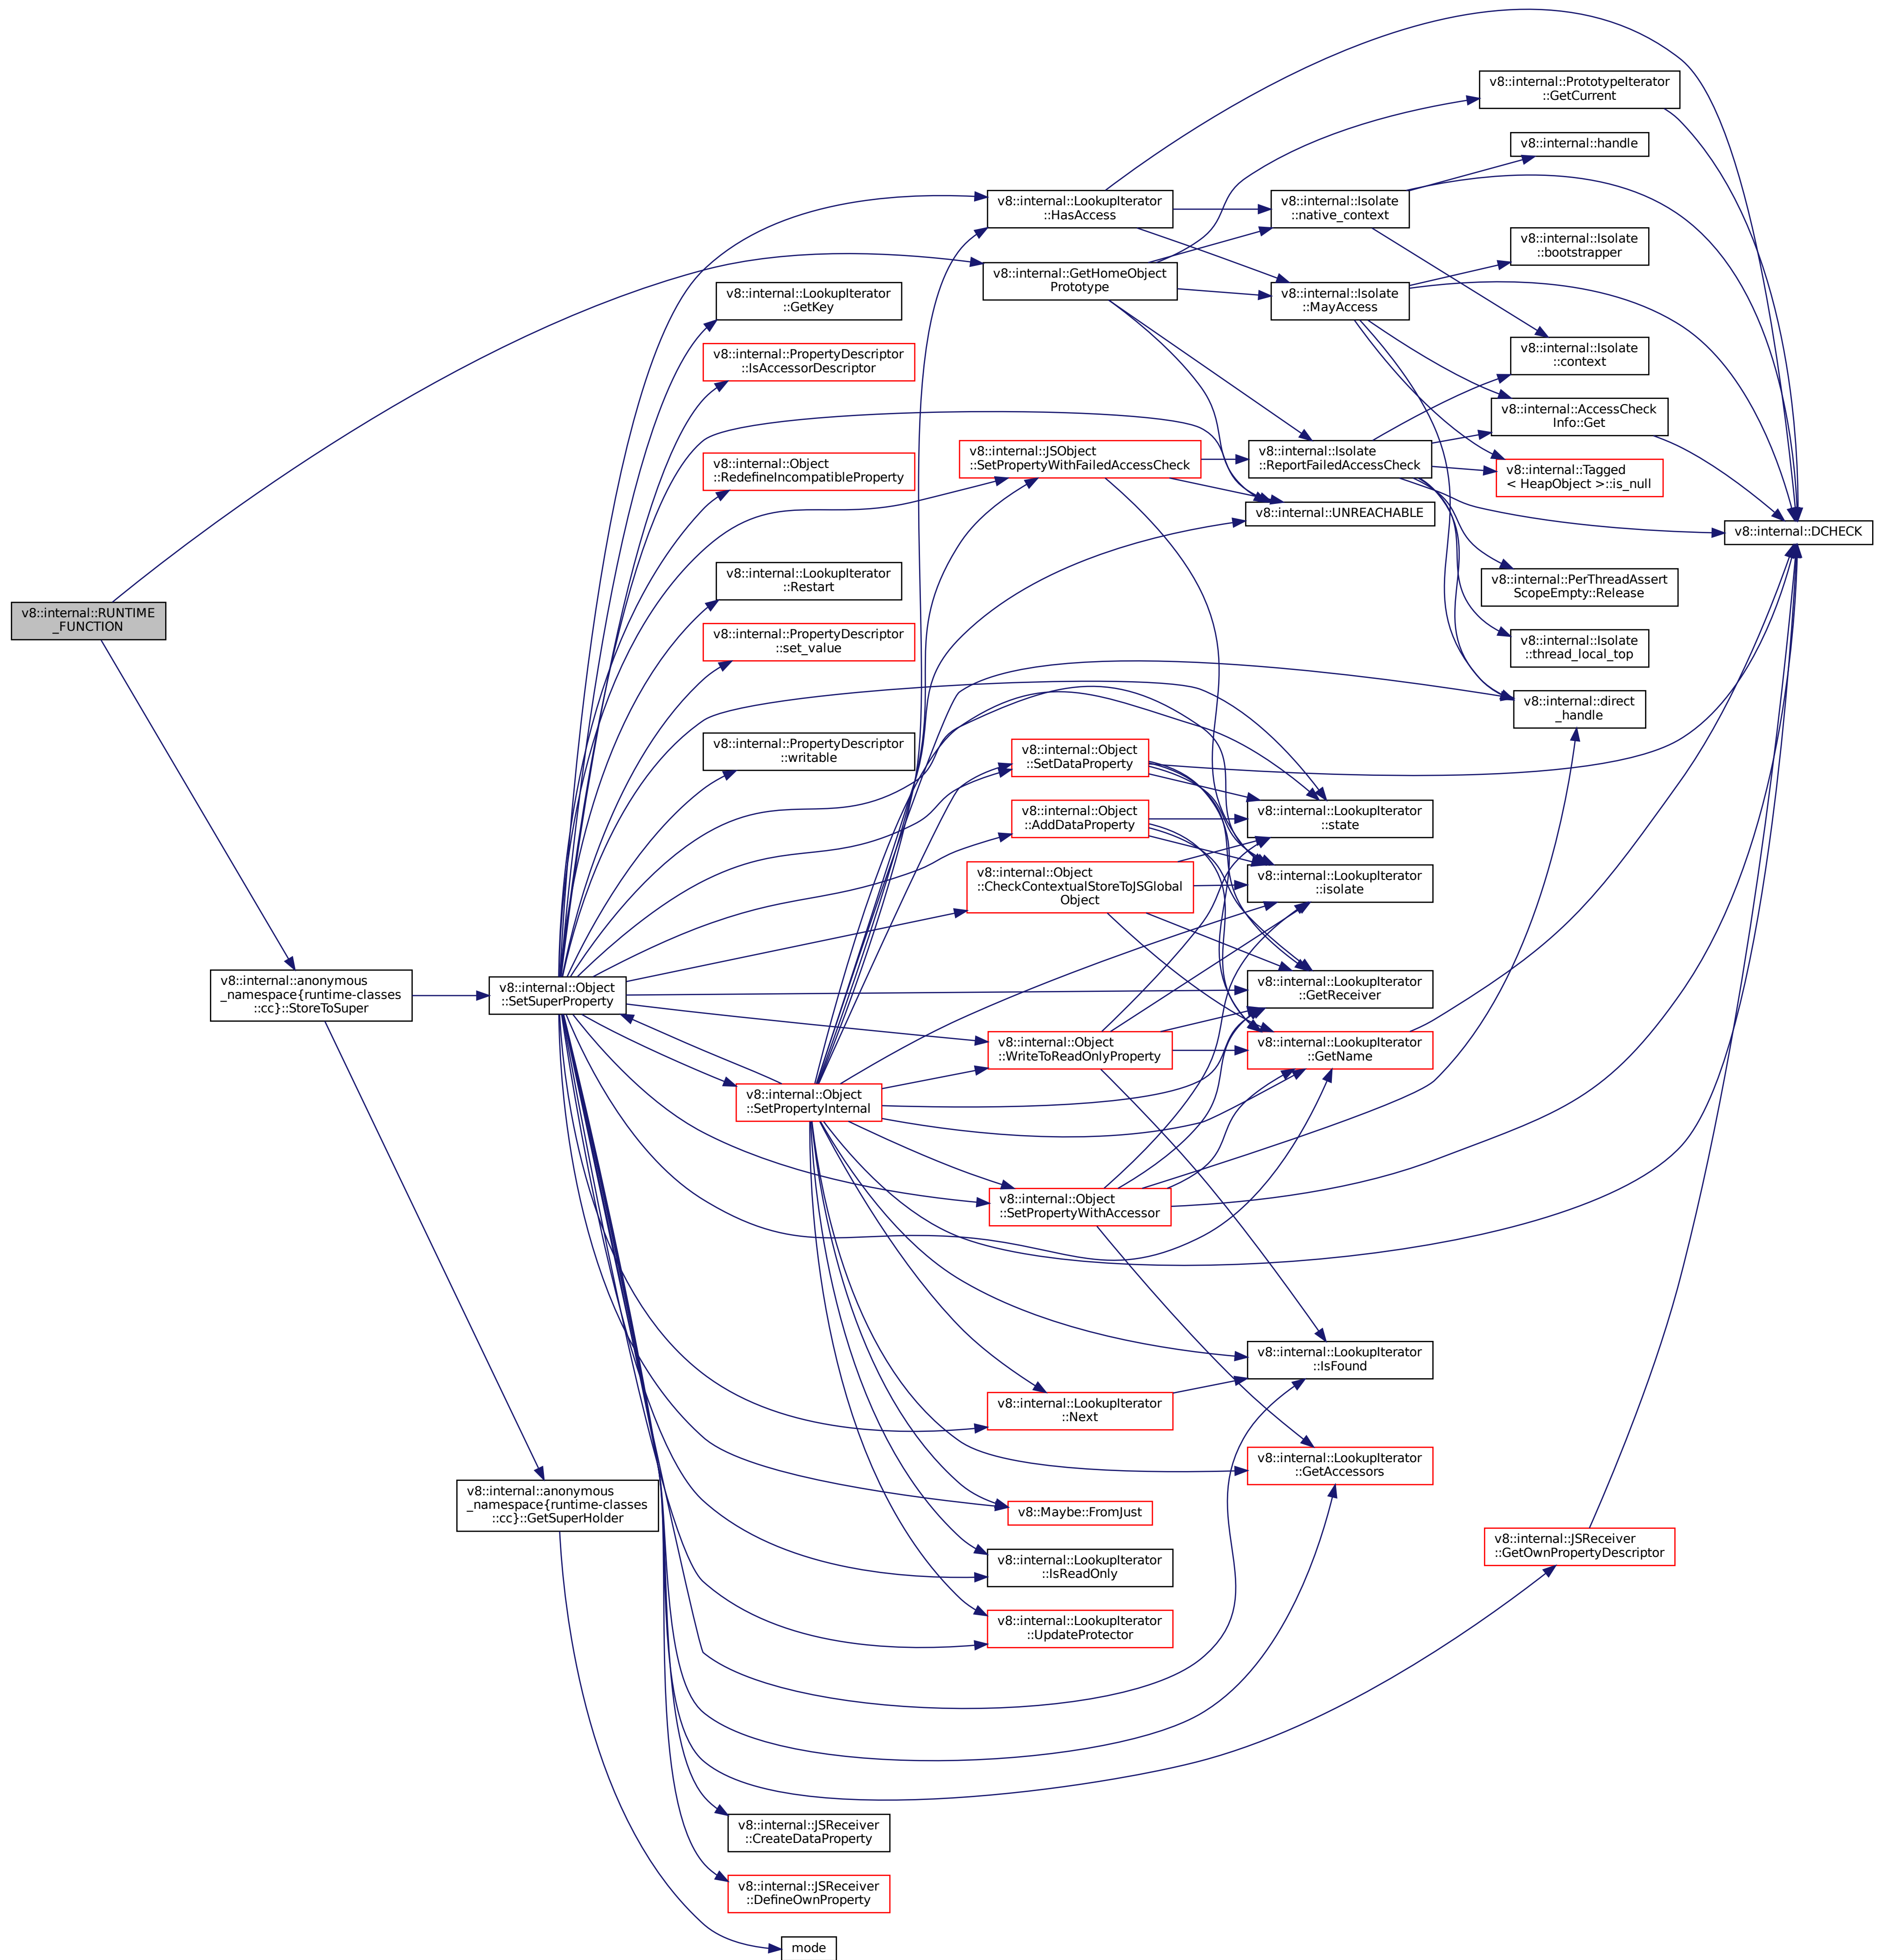 v8::internal::RUNTIME
_FUNCTION
v8::internal::anonymous
_namespace{runtime-classes
::cc}::StoreToSuper
v8::internal::anonymous
_namespace{runtime-classes
::cc}::GetSuperHolder
v8::internal::Object
::SetSuperProperty
v8::internal::LookupIterator
::GetKey
v8::internal::PropertyDescriptor
::IsAccessorDescriptor
v8::internal::Object
::RedefineIncompatibleProperty
v8::internal::LookupIterator
::Restart
v8::internal::PropertyDescriptor
::set_value
v8::internal::PropertyDescriptor
::writable
v8::internal::Object
::SetPropertyInternal
v8::internal::JSReceiver
::CreateDataProperty
v8::internal::JSReceiver
::DefineOwnProperty
mode
v8::internal::LookupIterator
::HasAccess
v8::internal::GetHomeObject
Prototype
v8::internal::JSObject
::SetPropertyWithFailedAccessCheck
v8::internal::Object
::SetDataProperty
v8::internal::Object
::AddDataProperty
v8::internal::Object
::CheckContextualStoreToJSGlobal
Object
v8::internal::Object
::WriteToReadOnlyProperty
v8::internal::Object
::SetPropertyWithAccessor
v8::internal::LookupIterator
::Next
v8::Maybe::FromJust
v8::internal::LookupIterator
::IsReadOnly
v8::internal::LookupIterator
::UpdateProtector
v8::internal::Isolate
::native_context
v8::internal::Isolate
::MayAccess
v8::internal::Isolate
::ReportFailedAccessCheck
v8::internal::UNREACHABLE
v8::internal::LookupIterator
::state
v8::internal::LookupIterator
::isolate
v8::internal::LookupIterator
::GetReceiver
v8::internal::LookupIterator
::GetName
v8::internal::LookupIterator
::IsFound
v8::internal::LookupIterator
::GetAccessors
v8::internal::PrototypeIterator
::GetCurrent
v8::internal::handle
v8::internal::Isolate
::bootstrapper
v8::internal::Isolate
::context
v8::internal::AccessCheck
Info::Get
v8::internal::Tagged
< HeapObject >::is_null
v8::internal::PerThreadAssert
ScopeEmpty::Release
v8::internal::Isolate
::thread_local_top
v8::internal::direct
_handle
v8::internal::JSReceiver
::GetOwnPropertyDescriptor
v8::internal::DCHECK